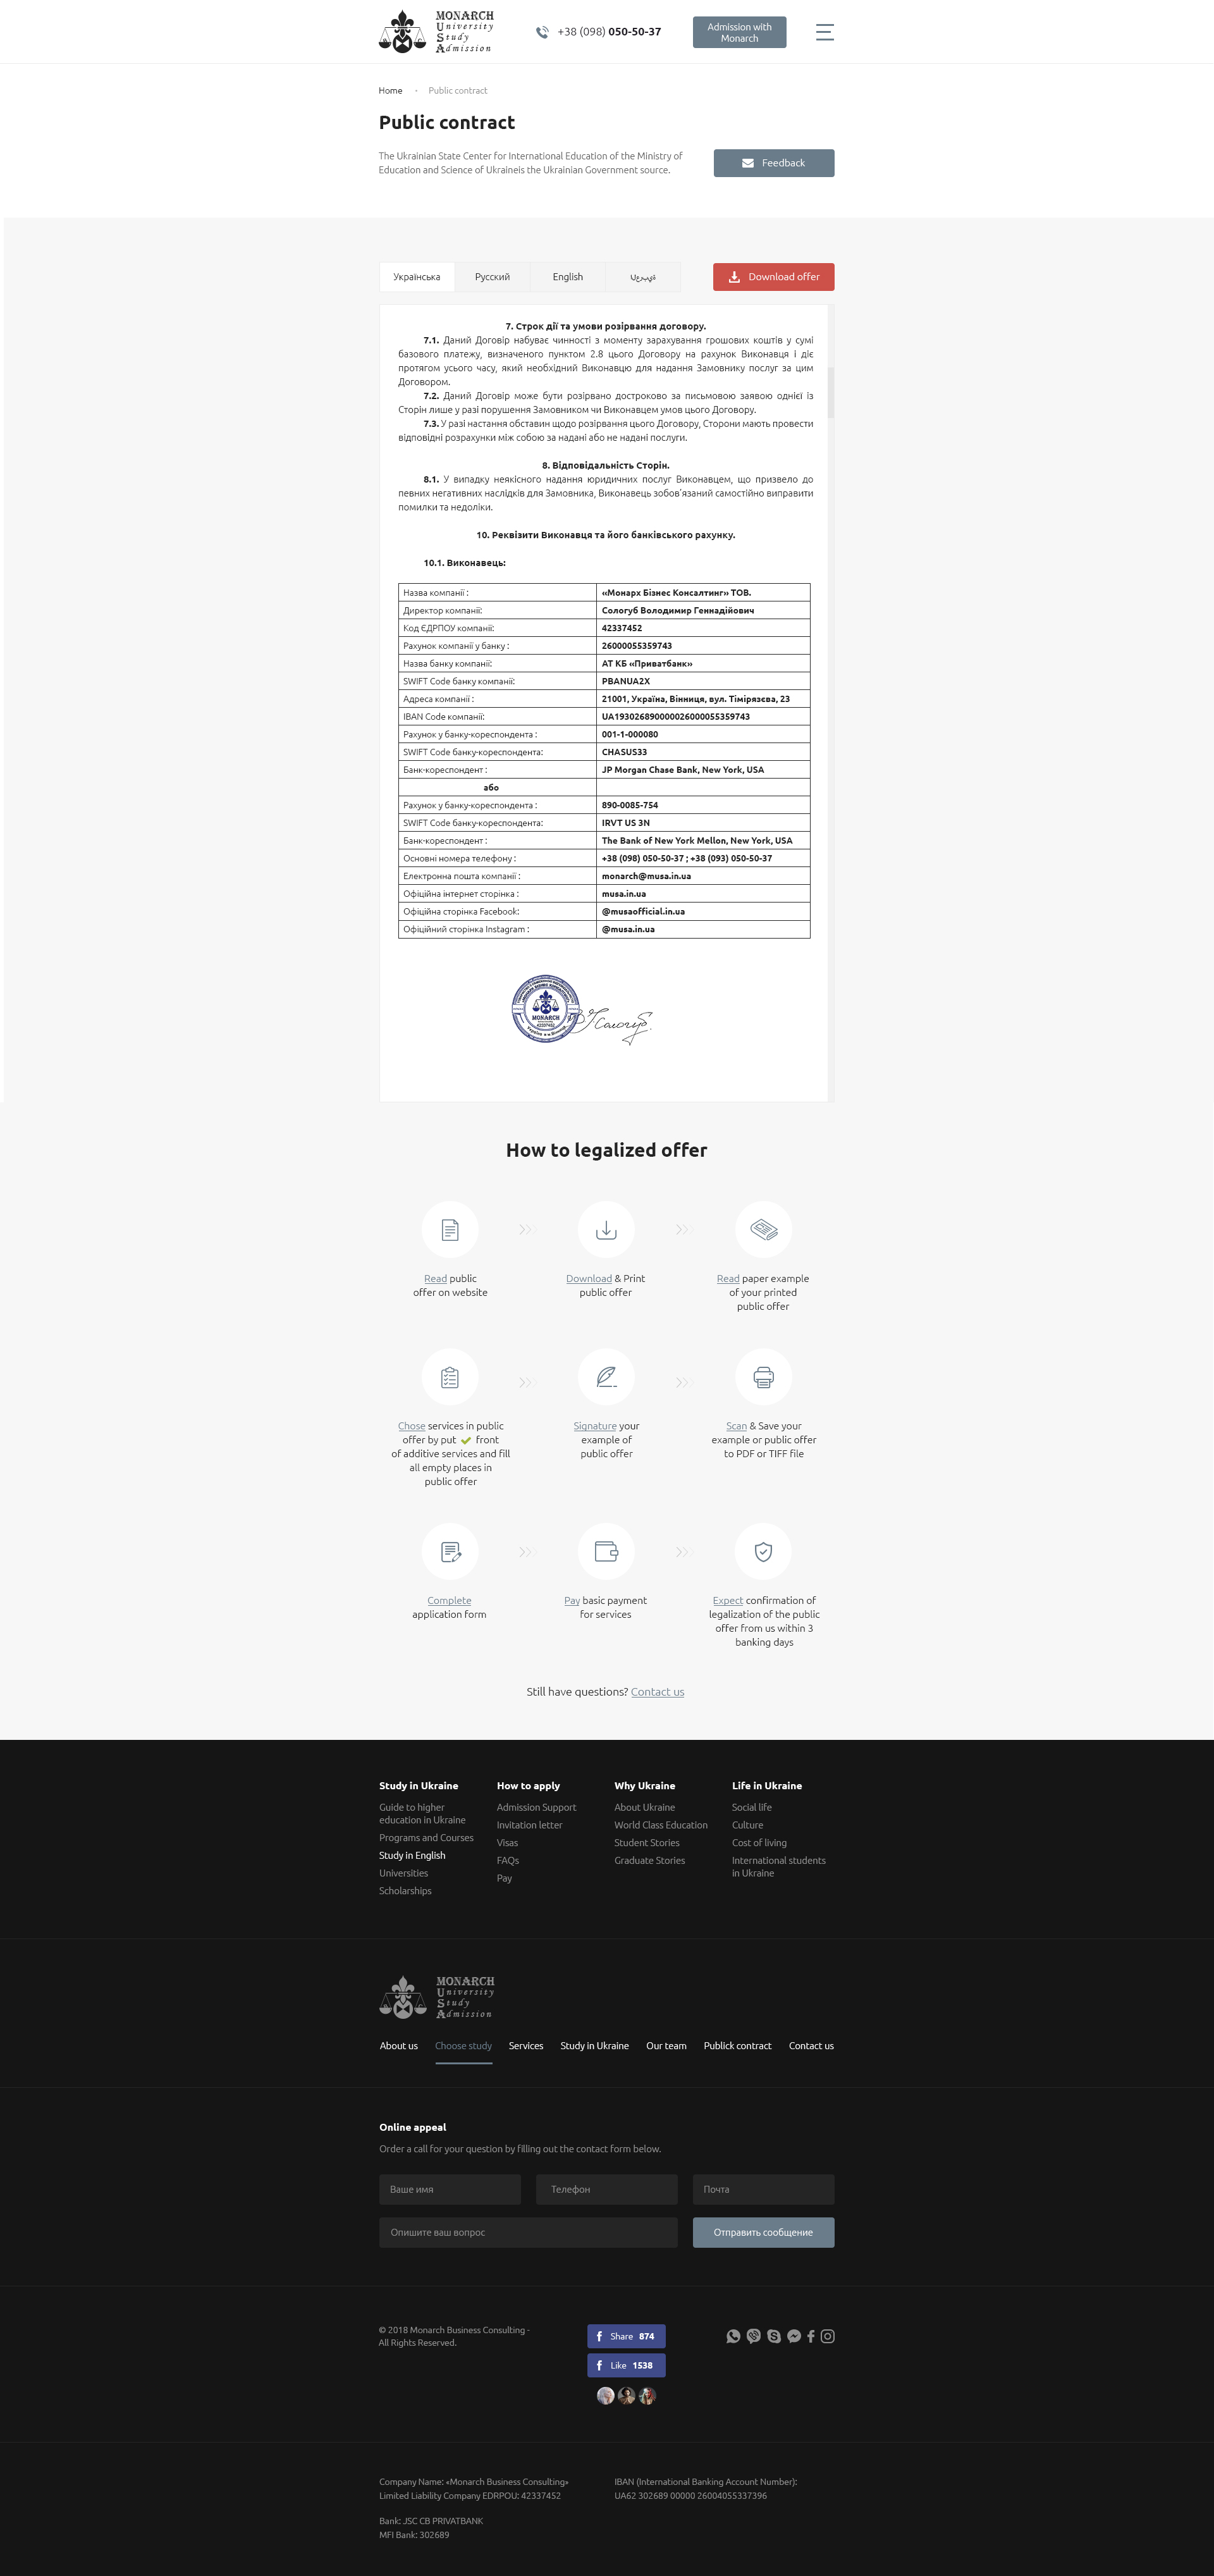 MONARCH
University
Study
Admission
+38 (098) 050-50-37
Admission with
Monarch
Home
Public contract
Public contract
The Ukrainian State Center for International Education of the Ministry of
Education and Science of Ukraineis the Ukrainian Government source.
Feedback
Українська
Русский
English
Download offer
7. Строк дії та умови розірвання договору.
7.1. Даний Договір набуває чинності з моменту зарахування грошових коштів у сумі
базового платежу, визначеного пунктом 2.8 цього Договору на рахунок Виконавця і діє
протягом усього часу, який необхідний Виконавцю для надання Замовнику послуг за цим
Договором.
7.2. Даний Договір може бути розірвано достроково за письмовою заявою однієї із
Сторін лише у разі порушення Замовником чи Виконавцем умов цього Договору.
7.3. У разі настання обставин щодо розірвання цього Договору, Сторони мають провести
відповідні розрахунки між собою за надані або не надані послуги.
8. Відповідальність Сторін.
8.1. У випадку неякісного надання юридичних послуг Виконавцем, що призвело до
певних негативних наслідків для Замовника, Виконавець зобов'язаний самостійно виправити
помилки та недоліки.
10. Реквізити Виконавця та його банківського рахунку.
10.1. Виконавець:
Назва компанії : «Монарх Бізнес Консалтинг» ТОВ.
Директор компанії: Сологуб Володимир Геннадійович
Код ЄДРПОУ компанії: 42337452
Рахунок компанії у банку : 26000055359743
Назва банку компанії: АТ КБ «Приватбанк»
SWIFT Code банку компанії: PBANUA2X
Адреса компанії : 21001, Україна, Вінниця, вул. Тімірязєва, 23
IBAN Code компанії: UA193026890000026000055359743
Рахунок у банку-кореспондента : 001-1-000080
SWIFT Code банку-кореспондента: CHASUS33
Банк-кореспондент : JP Morgan Chase Bank, New York, USA
або
Рахунок у банку-кореспондента : 890-0085-754
SWIFT Code банку-кореспондента: IRVT US 3N
Банк-кореспондент : The Bank of New York Mellon, New York, USA
Основні номера телефону : +38 (098) 050-50-37 ; +38 (093) 050-50-37
Електронна пошта компанії : monarch@musa.in.ua
Офіційна інтернет сторінка : musa.in.ua
Офіційна сторінка Facebook: @musaofficial.in.ua
Офіційний сторінка Instagram : @musa.in.ua
MONARCH
42337452
How to legalized offer
Read public
offer on website
Download & Print
public offer
Read paper example
of your printed
public offer
Chose services in public
offer by put front
of additive services and fill
all empty places in
public offer
Signature your
example of
public offer
Scan & Save your
example or public offer
to PDF or TIFF file
Complete
application form
Pay basic payment
for services
Expect confirmation of
legalization of the public
offer from us within 3
banking days
Still have questions? Contact us
Study in Ukraine
Guide to higher
education in Ukraine
Programs and Courses
Study in English
Universities
Scholarships
How to apply
Admission Support
Invitation letter
Visas
FAQs
Pay
Why Ukraine
About Ukraine
World Class Education
Student Stories
Graduate Stories
Life in Ukraine
Social life
Culture
Cost of living
International students
in Ukraine
MONARCH
University
Study
Admission
About us
Choose study
Services
Study in Ukraine
Our team
Publick contract
Contact us
Online appeal
Order a call for your question by filling out the contact form below.
Ваше имя
Телефон
Почта
Опишите ваш вопрос
Отправить сообщение
© 2018 Monarch Business Consulting -
All Rights Reserved.
Share 874
Like 1538
Company Name: «Monarch Business Consulting»
Limited Liability Company EDRPOU: 42337452
Bank: JSC CB PRIVATBANK
MFI Bank: 302689
IBAN (International Banking Account Number):
UA62 302689 00000 26004055337396